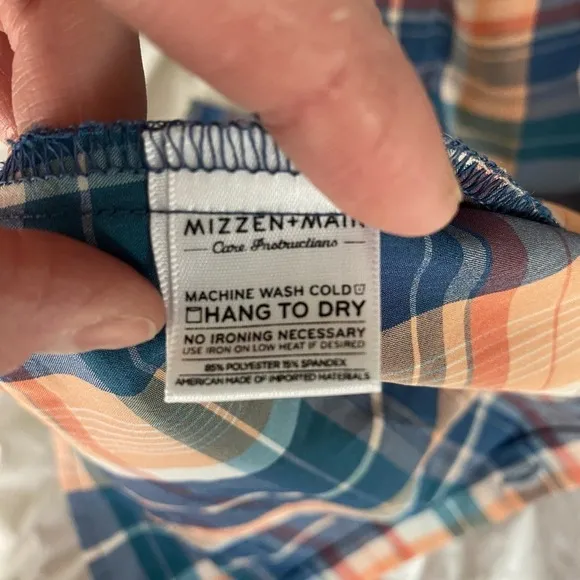 MIZZEN+MAIN
Care Instructions
MACHINE WASH COLD
HANG TO DRY
NO IRONING NECESSARY
USE IRON ON LOW HEAT IF DESIRED
85% POLYESTER 15% SPANDEX
AMERICAN MADE OF IMPORTED MATERIALS